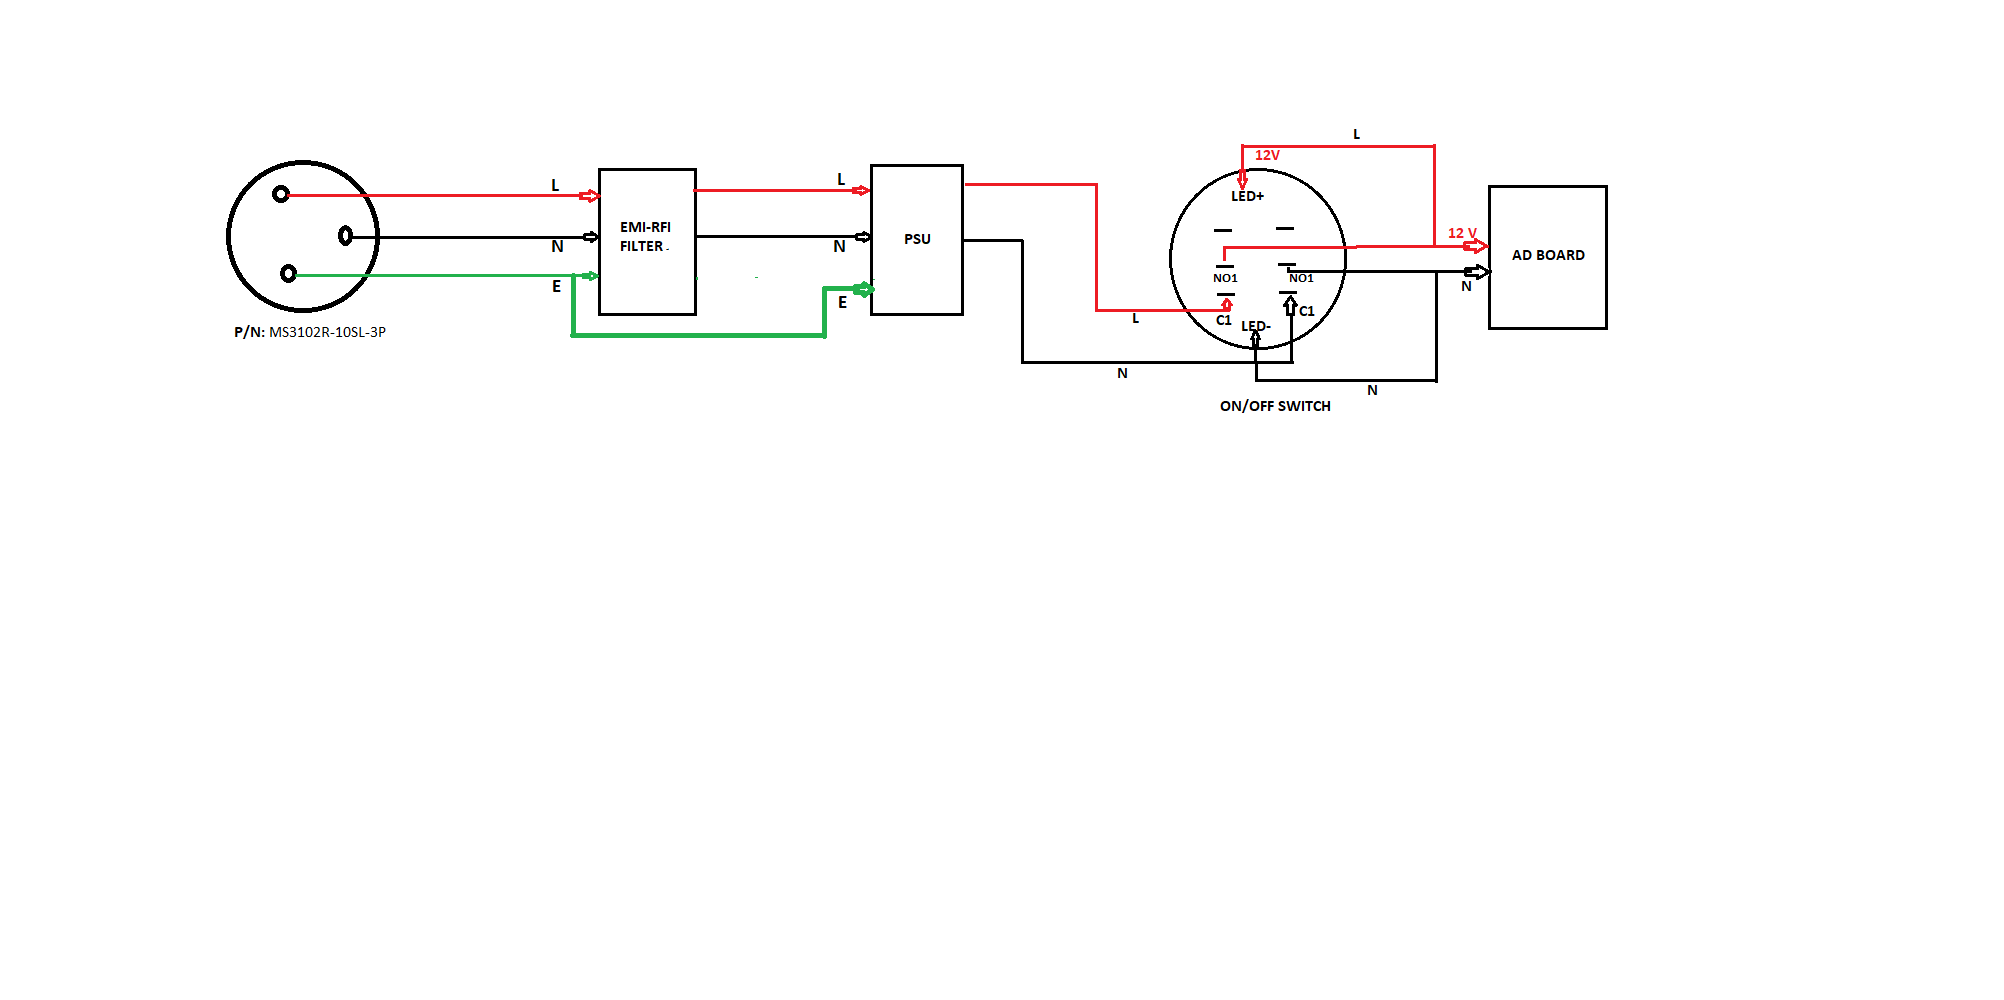 L
12V
L
L
LED+
EMI-RFI
FILTER
N
N
PSU
12 V
AD BOARD
NO1
NO1
E
E
N
L
C1
C1
LED-
P/N: MS3102R-10SL-3P
N
N
ON/OFF SWITCH